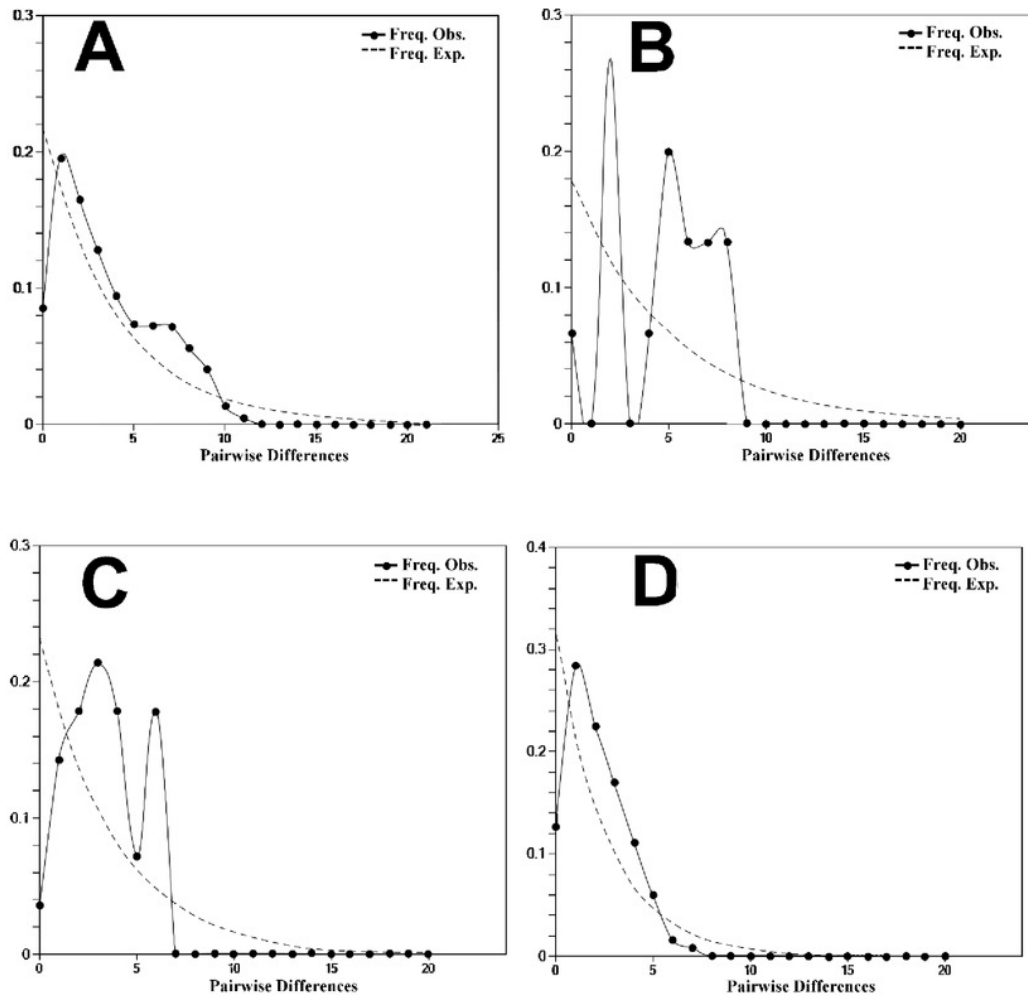 A
Freq. Obs.
Freq. Exp.
0.3
0.2
0.1
0
0 5 10 15 20 25
Pairwise Differences
B
Freq. Obs.
Freq. Exp.
0.3
0.2
0.1
0
0 5 10 15 20
Pairwise Differences
C
Freq. Obs.
Freq. Exp.
0.3
0.2
0.1
0
0 5 10 15 20
Pairwise Differences
D
Freq. Obs.
Freq. Exp.
0.4
0.3
0.2
0.1
0
0 5 10 15 20
Pairwise Differences